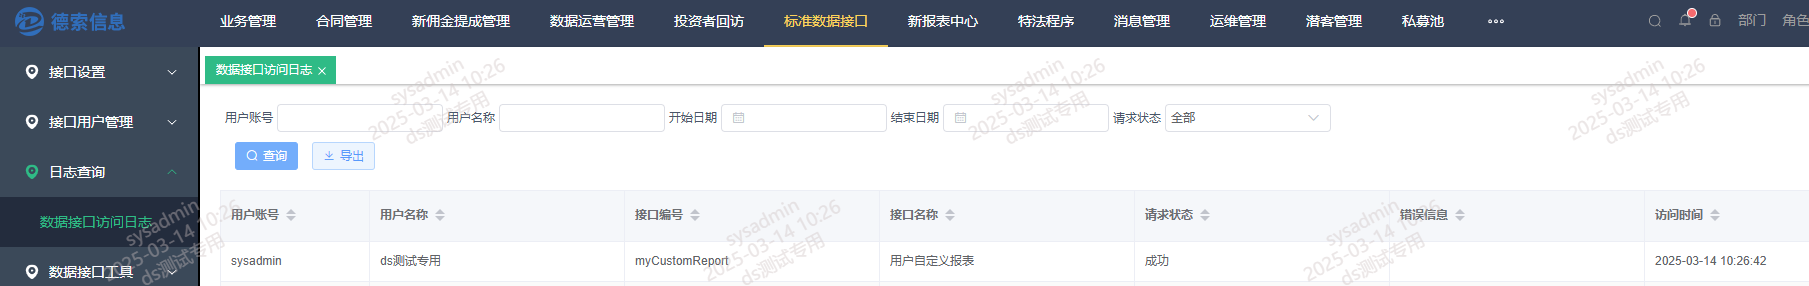 德索信息 业务管理 合同管理 新佣金提成管理 数据运营管理 投资者回访 标准数据接口 新报表中心 特法程序 消息管理 运维管理 潜客管理 私募池 ••• 部门 角色
接口设置
数据接口访问日志 ×
接口用户管理
用户账号 用户名称 开始日期 结束日期 请求状态 全部
查询 导出
日志查询
数据接口访问日志
数据接口工具
用户账号 用户名称 接口编号 接口名称 请求状态 错误信息 访问时间
sysadmin ds测试专用 myCustomReport 用户自定义报表 成功 2025-03-14 10:26:42
sysadmin
2025-03-14 10:26
ds测试专用
sysadmin
2025-03-14 10:26
ds测试专用
sysadmin
2025-03-14 10:26
ds测试专用
sysadmin
2025-03-14 10:26
ds测试专用
sysadmin
2025-03-14 10:26
ds测试专用
sysadmin
2025-03-14 10:26
ds测试专用